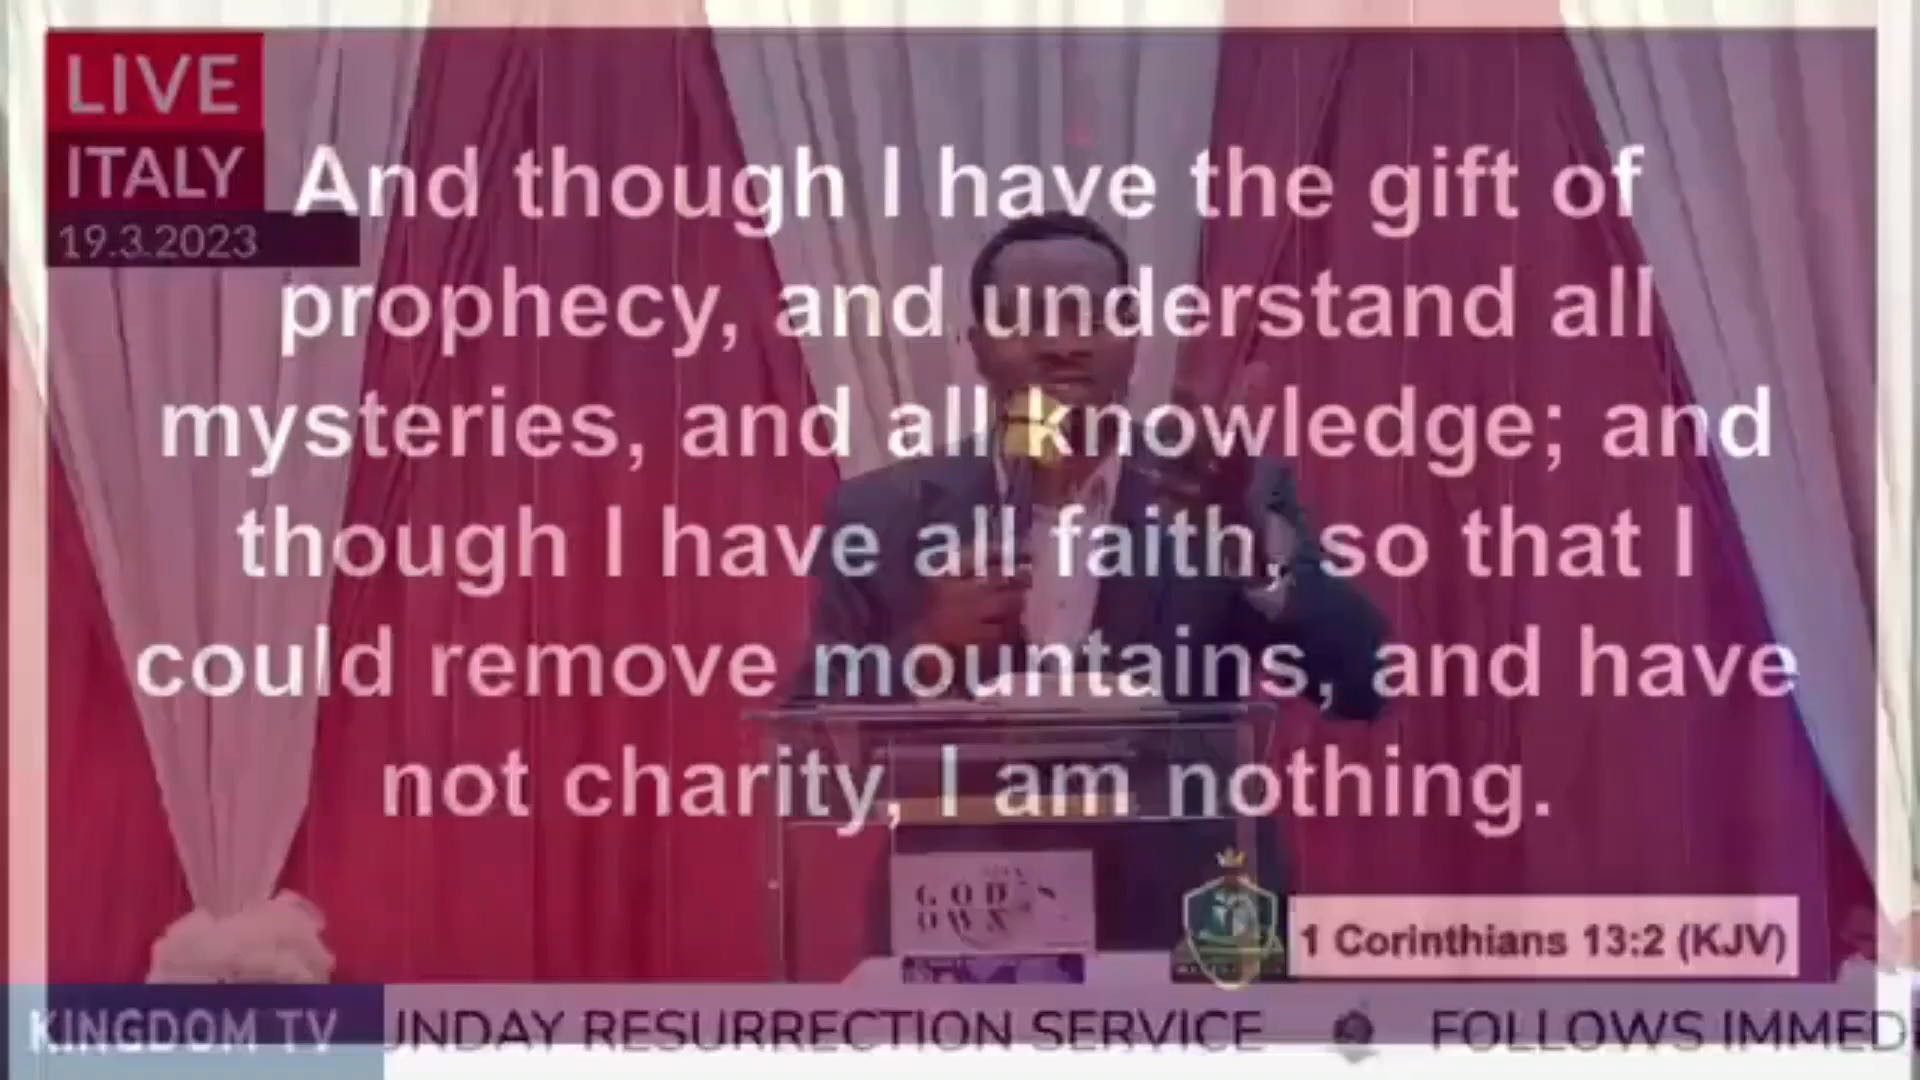 LIVE
ITALY
19.3.2023
And though I have the gift of
prophecy, and understand all
mysteries, and all knowledge; and
though I have all faith, so that I
could remove mountains, and have
not charity, I am nothing.
GOD'S
OWN
1 Corinthians 13:2 (KJV)
KINGDOM TV
UNDAY RESURRECTION SERVICE
FOLLOWS IMMED